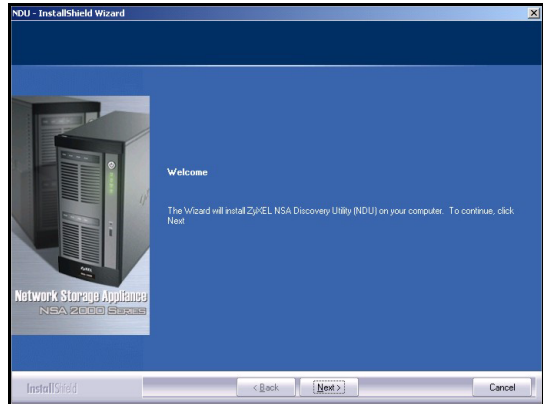 NDU - InstallShield Wizard
Welcome
The Wizard will install ZyXEL NSA Discovery Utility (NDU) on your computer. To continue, click
Next
ZyXEL
Network Storage Appliance
NSA 2000 Series
InstallShield
< Back
Next >
Cancel